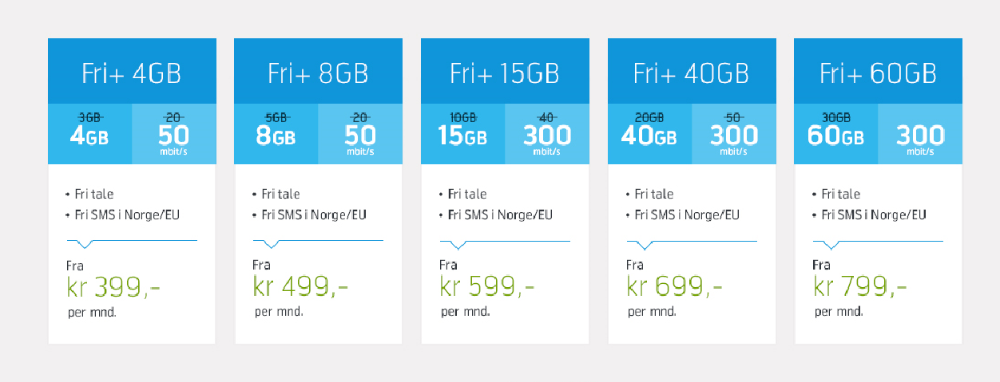 Fri+ 4GB
3GB 20
4GB 50
mbit/s
• Fri tale
• Fri SMS i Norge/EU
Fra
kr 399,-
per mnd.
Fri+ 8GB
5GB 20
8GB 50
mbit/s
• Fri tale
• Fri SMS i Norge/EU
Fra
kr 499,-
per mnd.
Fri+ 15GB
10GB 40
15GB 300
mbit/s
• Fri tale
• Fri SMS i Norge/EU
Fra
kr 599,-
per mnd.
Fri+ 40GB
20GB 50
40GB 300
mbit/s
• Fri tale
• Fri SMS i Norge/EU
Fra
kr 699,-
per mnd.
Fri+ 60GB
30GB
60GB 300
mbit/s
• Fri tale
• Fri SMS i Norge/EU
Fra
kr 799,-
per mnd.